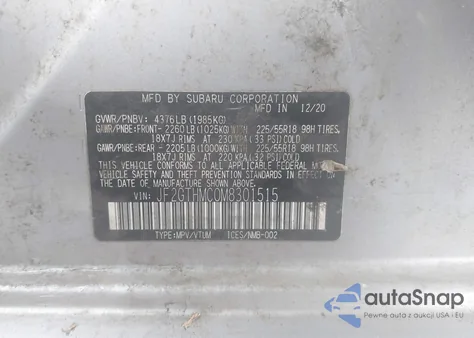 MFD BY SUBARU CORPORATION
GVWR/PNBV: 4376LB (1985KG) MFD IN 12/20
GAWR/PNBE:FRONT- 2260LB(1025KG)WITH 225/55R18 98H TIRES.
18X7J RIMS AT 230 KPA(33 PSI)COLD
GAWR/PNBE:REAR - 2205LB(1000KG)WITH 225/55R18 98H TIRES.
18X7J RIMS AT 220 KPA(32 PSI)COLD
THIS VEHICLE CONFORMS TO ALL APPLICABLE FEDERAL MOTOR
VEHICLE SAFETY AND THEFT PREVENTION STANDARDS IN EFFECT
ON THE DATE OF MANUFACTURE SHOWN ABOVE.
VIN: JF2GTHMC0M8301515
TYPE:MPV/VTUM ICES/NMB-002
autoSnap
Pewne auta z USA i EU